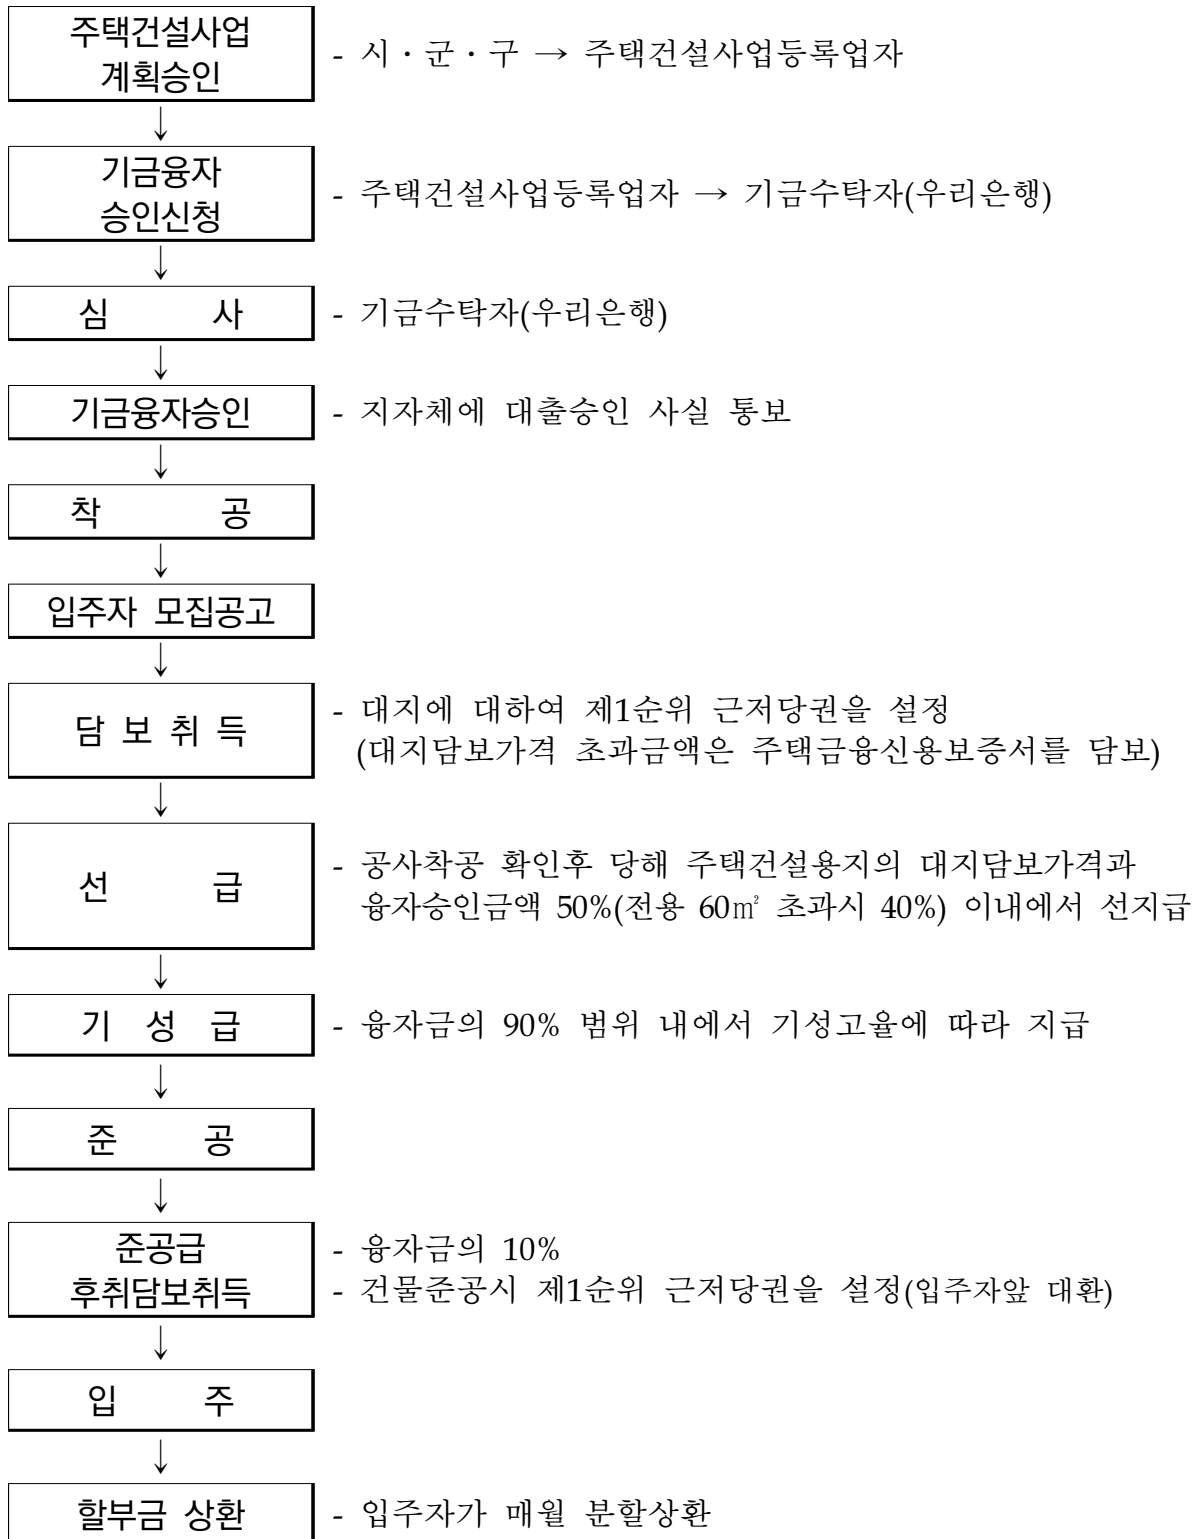 주택건설사업
계획승인
- 시·군·구 → 주택건설사업등록업자
↓
기금융자
승인신청
- 주택건설사업등록업자 → 기금수탁자(우리은행)
↓
심 사
- 기금수탁자(우리은행)
↓
기금융자승인
- 지자체에 대출승인 사실 통보
↓
착 공
↓
입주자 모집공고
↓
담 보 취 득
- 대지에 대하여 제1순위 근저당권을 설정
(대지담보가격 초과금액은 주택금융신용보증서를 담보)
↓
선 급
- 공사착공 확인후 당해 주택건설용지의 대지담보가격과
융자승인금액 50%(전용 60㎡ 초과시 40%) 이내에서 선지급
↓
기 성 급
- 융자금의 90% 범위 내에서 기성고율에 따라 지급
↓
준 공
↓
준공급
후취담보취득
- 융자금의 10%
- 건물준공시 제1순위 근저당권을 설정(입주자앞 대환)
↓
입 주
↓
할부금 상환
- 입주자가 매월 분할상환